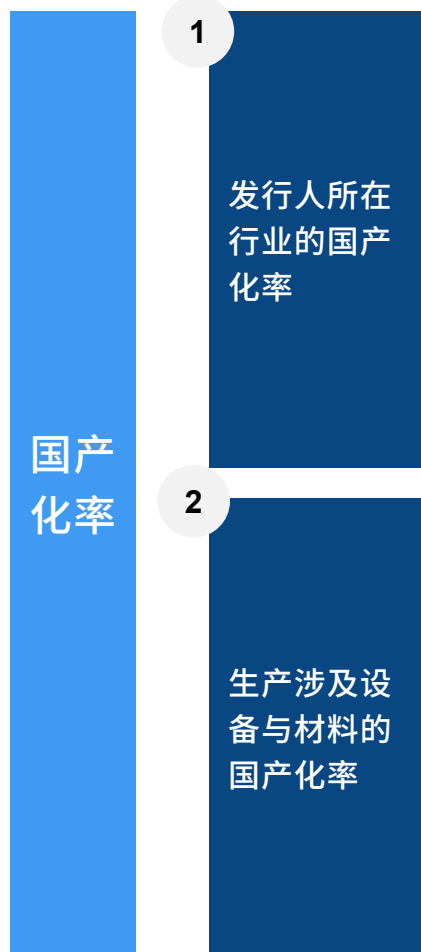 国产
化率
1
发行人所在
行业的国产
化率
2
生产涉及设
备与材料的
国产化率